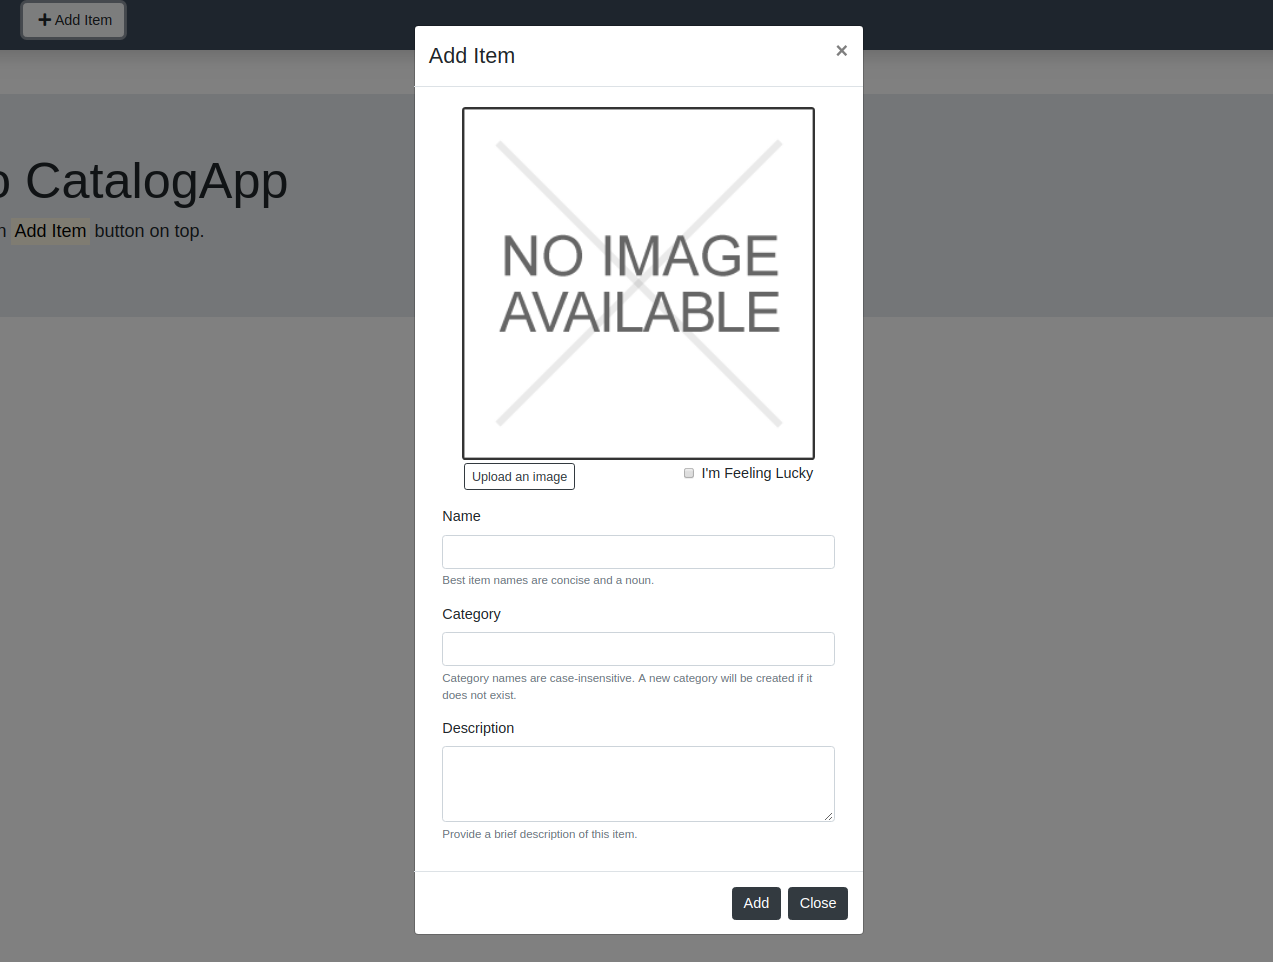 Add Item
Add Item
×
CatalogApp
Add Item button on top.
NO IMAGE
AVAILABLE
Upload an image
I'm Feeling Lucky
Name
Best item names are concise and a noun.
Category
Category names are case-insensitive. A new category will be created if it
does not exist.
Description
Provide a brief description of this item.
Add Close